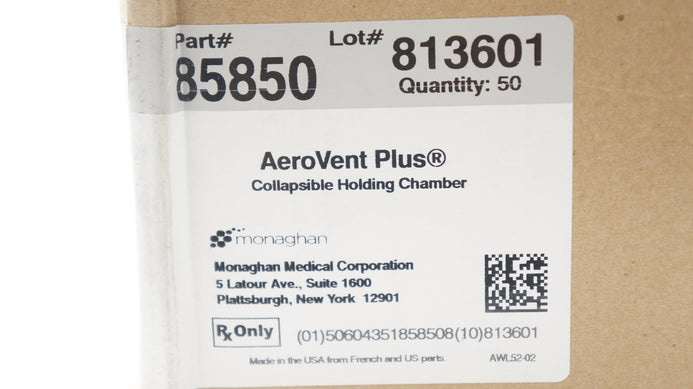 Part#
Lot# 813601
85850
Quantity: 50
AeroVent Plus®
Collapsible Holding Chamber
monaghan
Monaghan Medical Corporation
5 Latour Ave., Suite 1600
Plattsburgh, New York 12901
Rx Only
(01)50604351858508(10)813601
Made in the USA from French and US parts.
AWL52-02